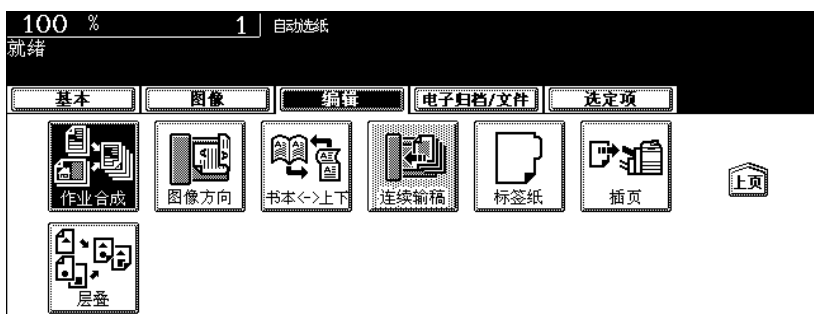 100 % 1 自动选纸
就绪
基本 图像 编辑 电子归档/文件 选定项
作业合成 图像方向 书本<->上下 连续输稿 标签纸 插页 上页
层叠